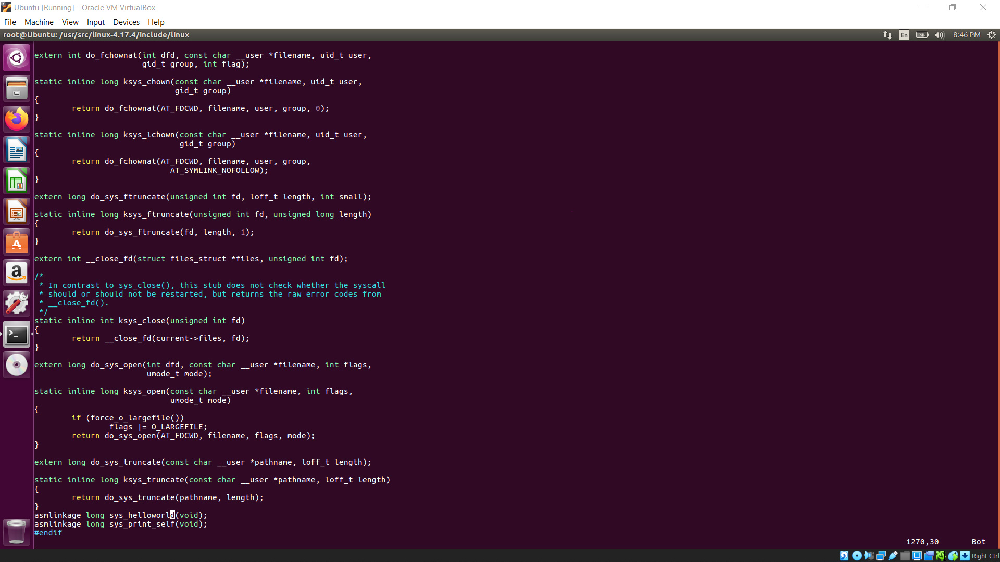 Ubuntu [Running] - Oracle VM VirtualBox
File Machine View Input Devices Help
root@Ubuntu: /usr/src/linux-4.17.4/include/linux
En 8:46 PM
extern int do_fchownat(int dfd, const char __user *filename, uid_t user,
                       gid_t group, int flag);

static inline long ksys_chown(const char __user *filename, uid_t user,
                              gid_t group)
{
        return do_fchownat(AT_FDCWD, filename, user, group, 0);
}

static inline long ksys_lchown(const char __user *filename, uid_t user,
                               gid_t group)
{
        return do_fchownat(AT_FDCWD, filename, user, group,
                             AT_SYMLINK_NOFOLLOW);
}

extern long do_sys_ftruncate(unsigned int fd, loff_t length, int small);

static inline long ksys_ftruncate(unsigned int fd, unsigned long length)
{
        return do_sys_ftruncate(fd, length, 1);
}

extern int __close_fd(struct files_struct *files, unsigned int fd);

/*
 * In contrast to sys_close(), this stub does not check whether the syscall
 * should or should not be restarted, but returns the raw error codes from
 * __close_fd().
 */
static inline int ksys_close(unsigned int fd)
{
        return __close_fd(current->files, fd);
}

extern long do_sys_open(int dfd, const char __user *filename, int flags,
                        umode_t mode);

static inline long ksys_open(const char __user *filename, int flags,
                             umode_t mode)
{
        if (force_o_largefile())
                flags |= O_LARGEFILE;
        return do_sys_open(AT_FDCWD, filename, flags, mode);
}

extern long do_sys_truncate(const char __user *pathname, loff_t length);

static inline long ksys_truncate(const char __user *pathname, loff_t length)
{
        return do_sys_truncate(pathname, length);
}
asmlinkage long sys_helloworld(void);
asmlinkage long sys_print_self(void);
#endif
1270,30 Bot
Right Ctrl